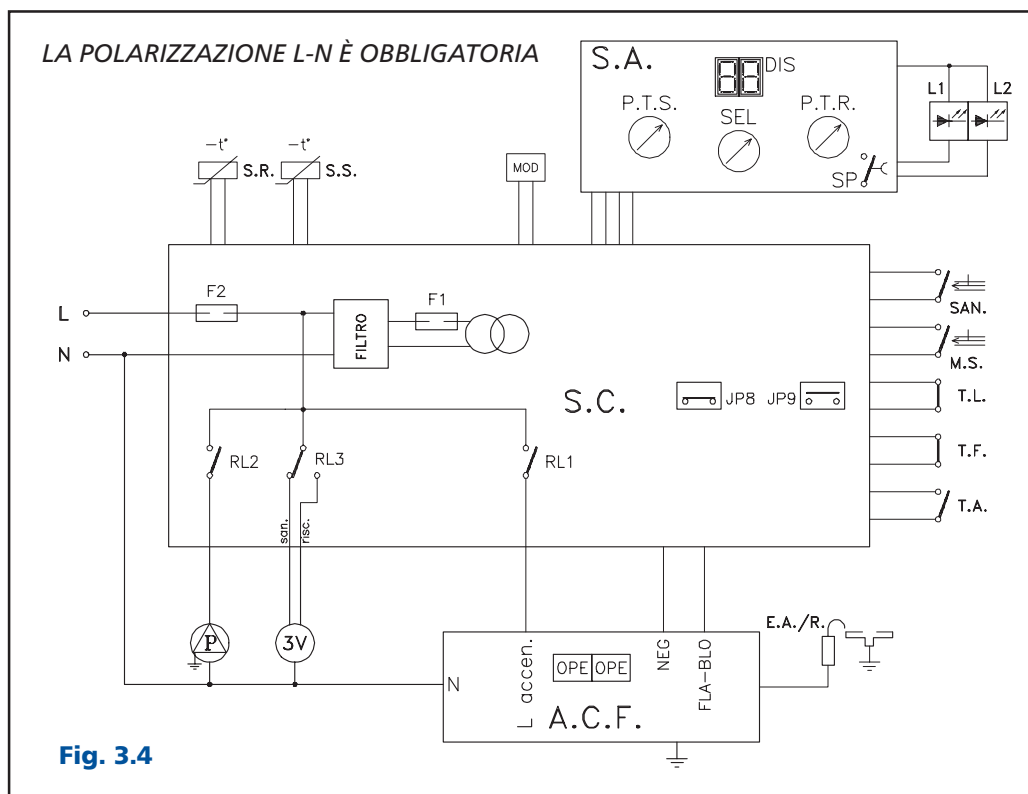 LA POLARIZZAZIONE L-N È OBBLIGATORIA
S.A.
DIS
P.T.S.
SEL
P.T.R.
L1
L2
SP
-t°
S.R.
-t°
S.S.
MOD
F2
F1
L
N
FILTRO
SAN.
M.S.
S.C.
JP8
JP9
T.L.
T.F.
T.A.
RL2
RL3
RL1
san.
risc.
P
3V
E.A./R.
N
L accen.
OPE OPE
NEG
FLA-BLO
A.C.F.
Fig. 3.4